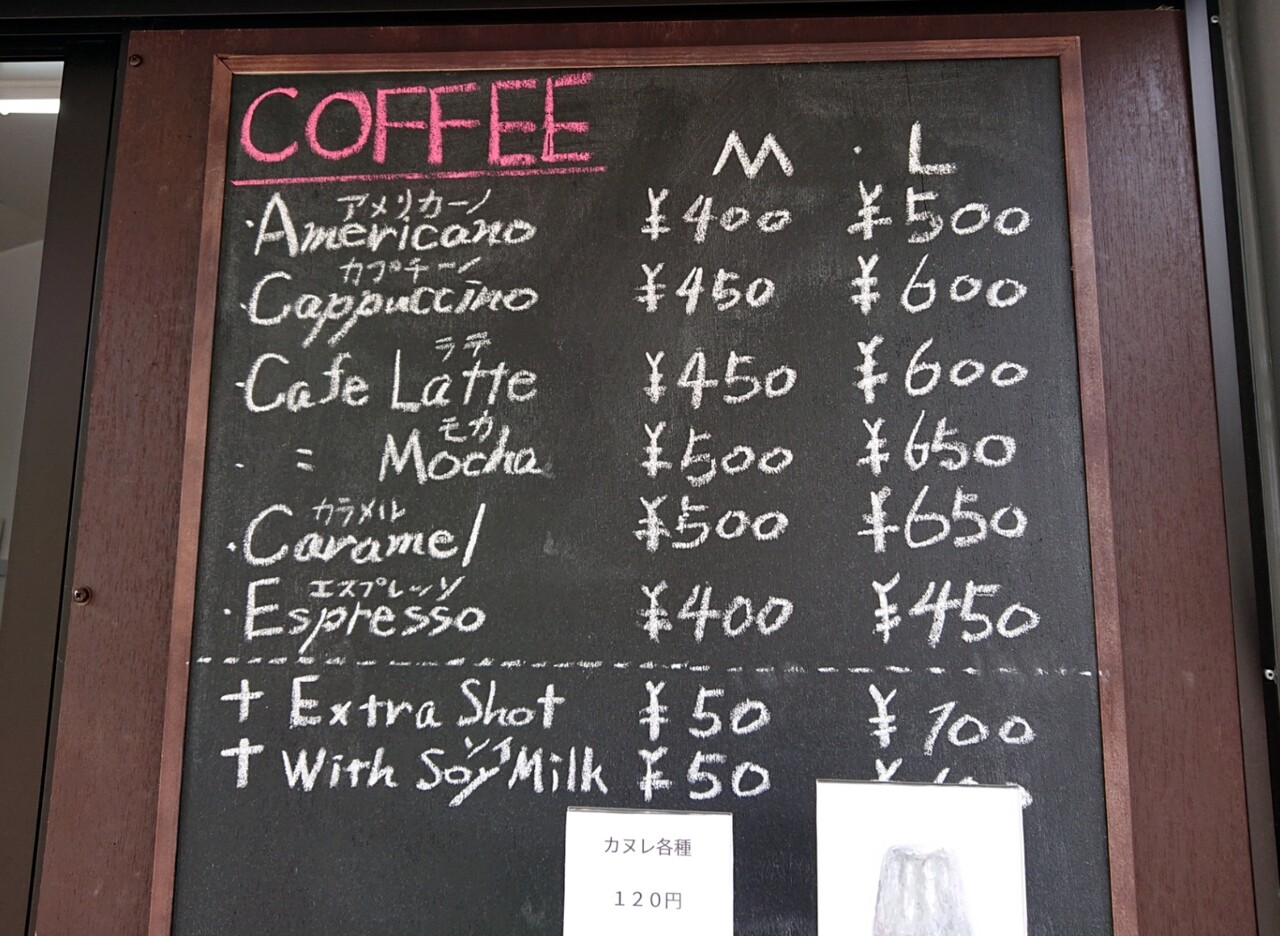 COFFEE
M · L
アメリカーノ
·Americano ¥400 ¥500
カプチーノ
·Cappuccino ¥450 ¥600
ラテ
·Cafe Latte ¥450 ¥600
モカ
· = Mocha ¥500 ¥650
カラメル
·Caramel ¥500 ¥650
エスプレッソ
·Espresso ¥400 ¥450
+ Extra Shot ¥50 ¥100
ソイ
+ With Soy Milk ¥50 ¥
カヌレ各種
120円